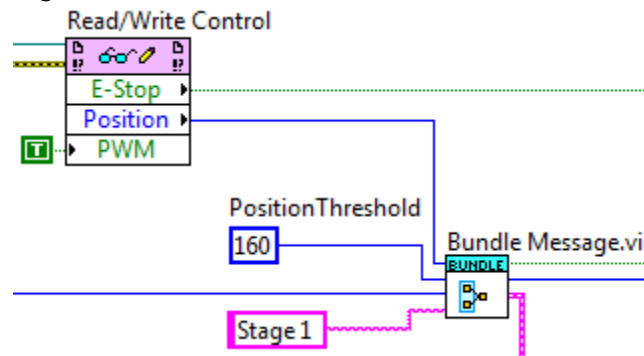 Read/Write Control
E-Stop
Position
T
PWM
PositionThreshold
160
Bundle Message.vi
BUNDLE
Stage 1